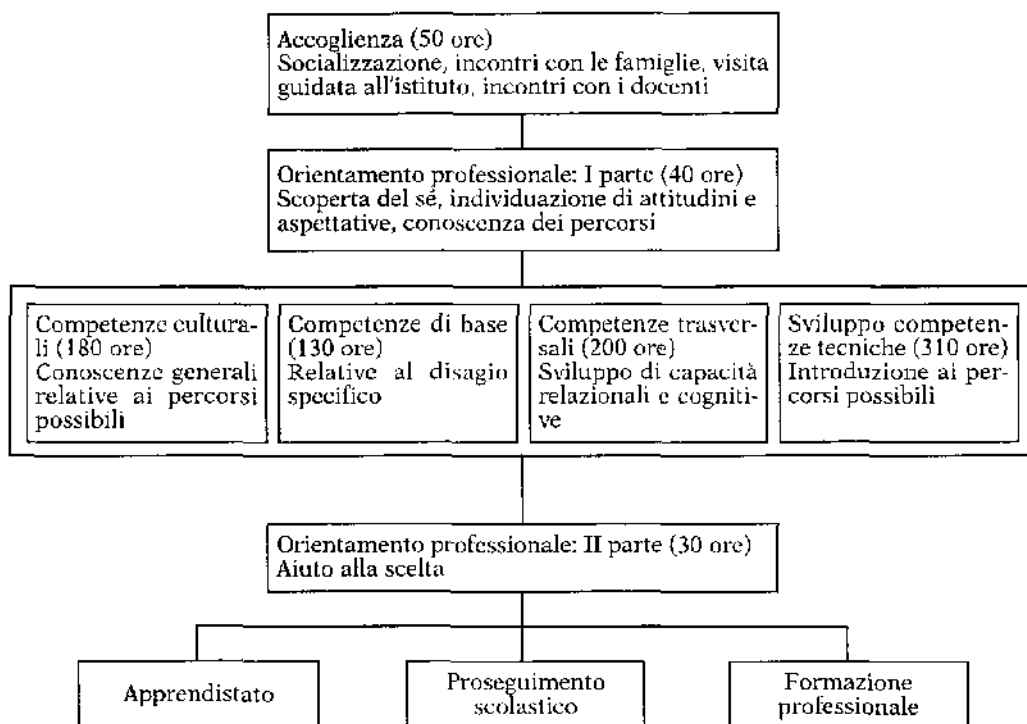 Accoglienza (50 ore)
Socializzazione, incontri con le famiglie, visita
guidata all'istituto, incontri con i docenti
Orientamento professionale: I parte (40 ore)
Scoperta del sé, individuazione di attitudini e
aspettative, conoscenza dei percorsi
Competenze cultura-
li (180 ore)
Conoscenze generali
relative ai percorsi
possibili
Competenze di base
(130 ore)
Relative al disagio
specifico
Competenze trasver-
sali (200 ore)
Sviluppo di capacità
relazionali e cogniti-
ve
Sviluppo competen-
ze tecniche (310 ore)
Introduzione ai per-
corsi possibili
Orientamento professionale: II parte (30 ore)
Aiuto alla scelta
Apprendistato
Proseguimento
scolastico
Formazione
professionale